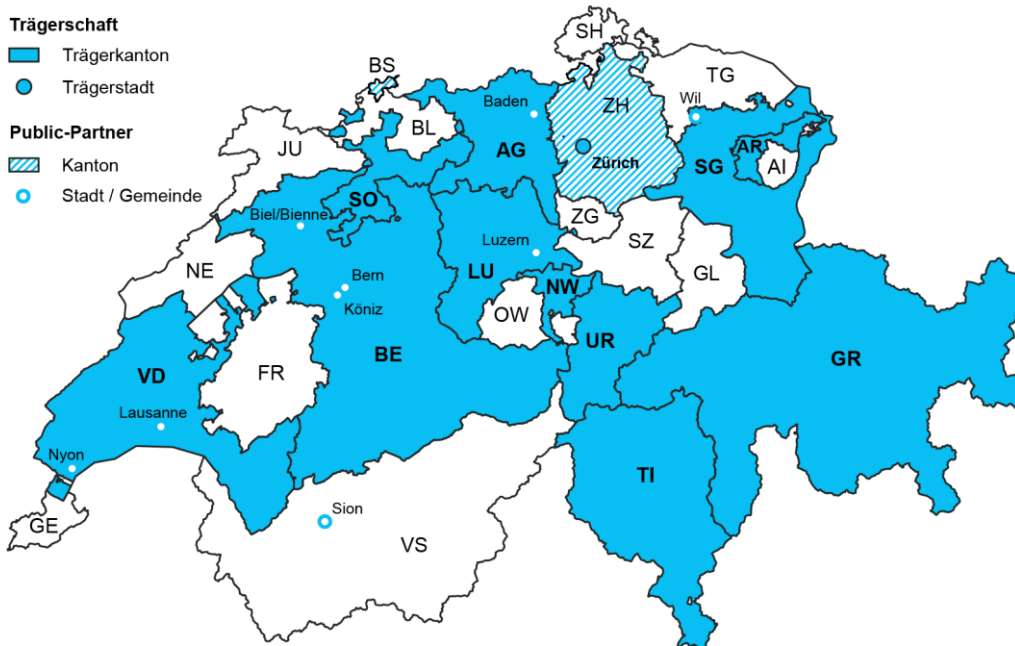 Trägerschaft
Trägerkanton
Trägerstadt
Public-Partner
Kanton
Stadt / Gemeinde
SH
BS
TG
Baden
ZH
Wil
BL
JU
AG
Zürich
SG
AR
AI
SO
ZG
Biel/Bienne
SZ
Luzern
NE
LU
GL
Bern
NW
Köniz
OW
UR
BE
GR
FR
VD
Lausanne
Nyon
TI
Sion
GE
VS